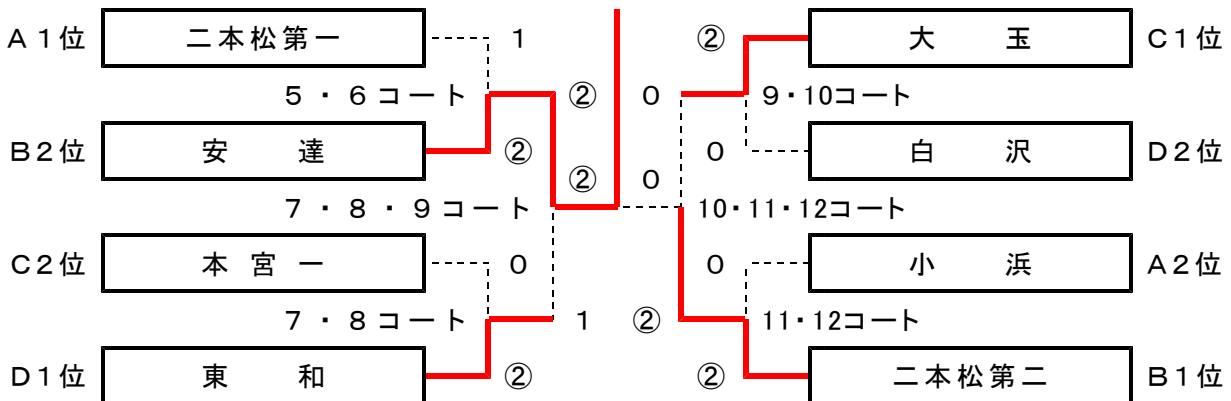 A１位 二本松第一 １ ② 大 玉 C１位
５・６コート ② ０ ９・10コート
B２位 安 達 ② ０ 白 沢 D２位
② ０
７・８・９コート 10・11・12コート
C２位 本 宮 一 ０ ０ 小 浜 A２位
７・８コート １ ② 11・12コート
D１位 東 和 ② ② 二本松第二 B１位